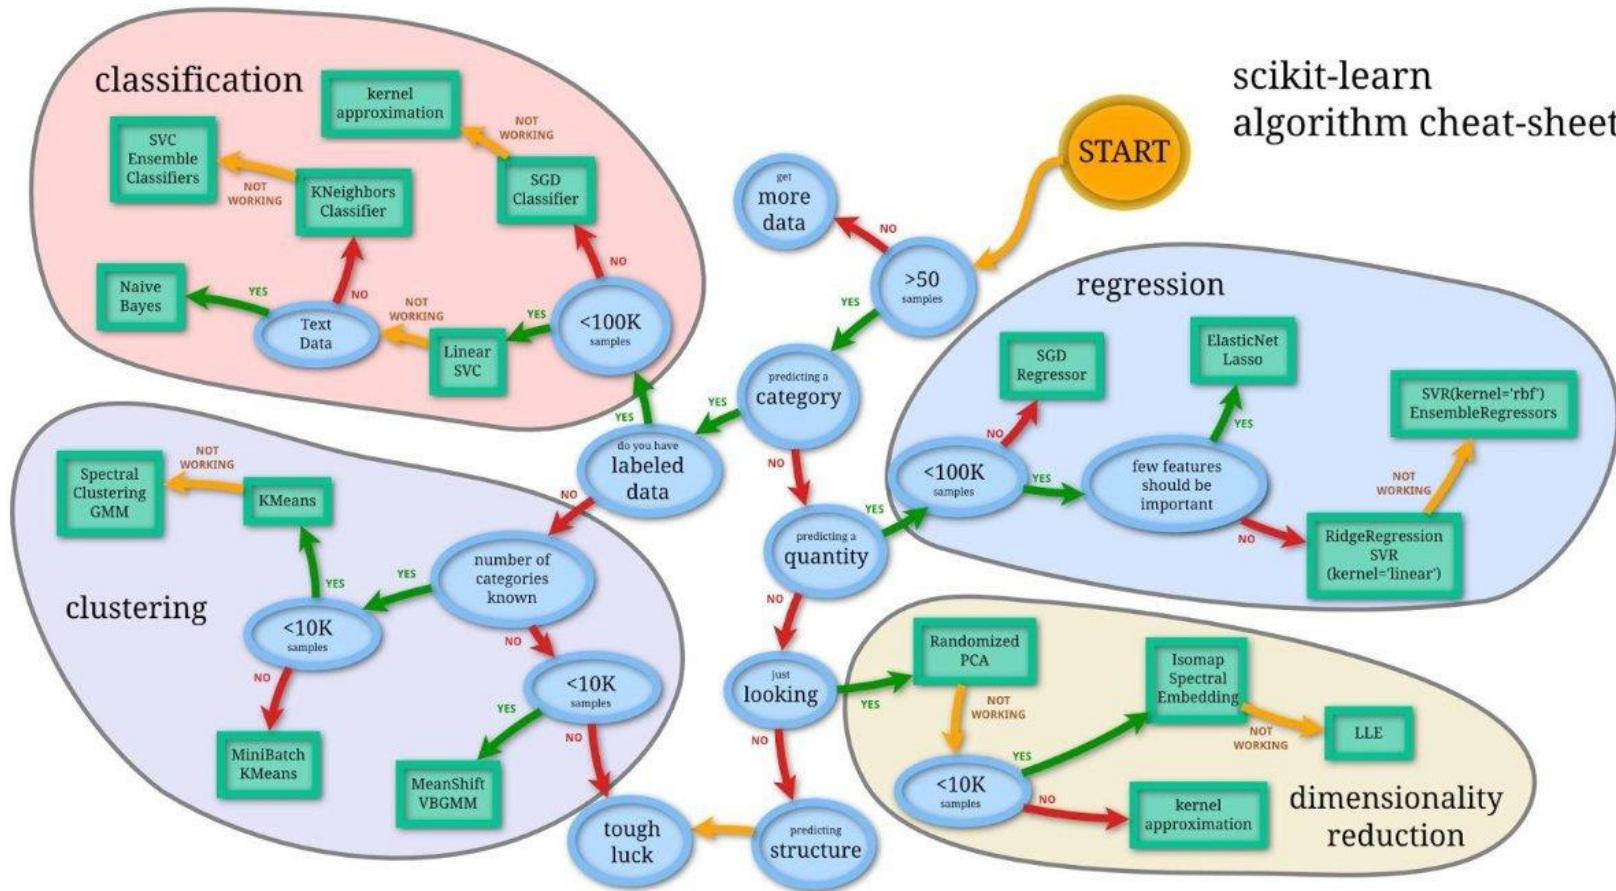 scikit-learn
algorithm cheat-sheet
START
classification
kernel
approximation
NOT
WORKING
SVC
Ensemble
Classifiers
NOT
WORKING
KNeighbors
Classifier
SGD
Classifier
NO
Naive
Bayes
YES
Text
Data
NO
NOT
WORKING
Linear
SVC
YES
<100K
samples
YES
get
more
data
NO
>50
samples
YES
predicting a
category
YES
NO
do you have
labeled
data
NO
predicting a
quantity
YES
NO
just
looking
YES
NO
predicting
structure
tough
luck
regression
SGD
Regressor
NO
<100K
samples
YES
few features
should be
important
ElasticNet
Lasso
YES
NO
SVR(kernel='rbf')
EnsembleRegressors
NOT
WORKING
RidgeRegression
SVR
(kernel='linear')
clustering
Spectral
Clustering
GMM
NOT
WORKING
KMeans
YES
<10K
samples
NO
MiniBatch
KMeans
YES
number of
categories
known
NO
<10K
samples
YES
NO
MeanShift
VBGMM
dimensionality
reduction
Randomized
PCA
NOT
WORKING
<10K
samples
YES
NO
Isomap
Spectral
Embedding
NOT
WORKING
LLE
kernel
approximation